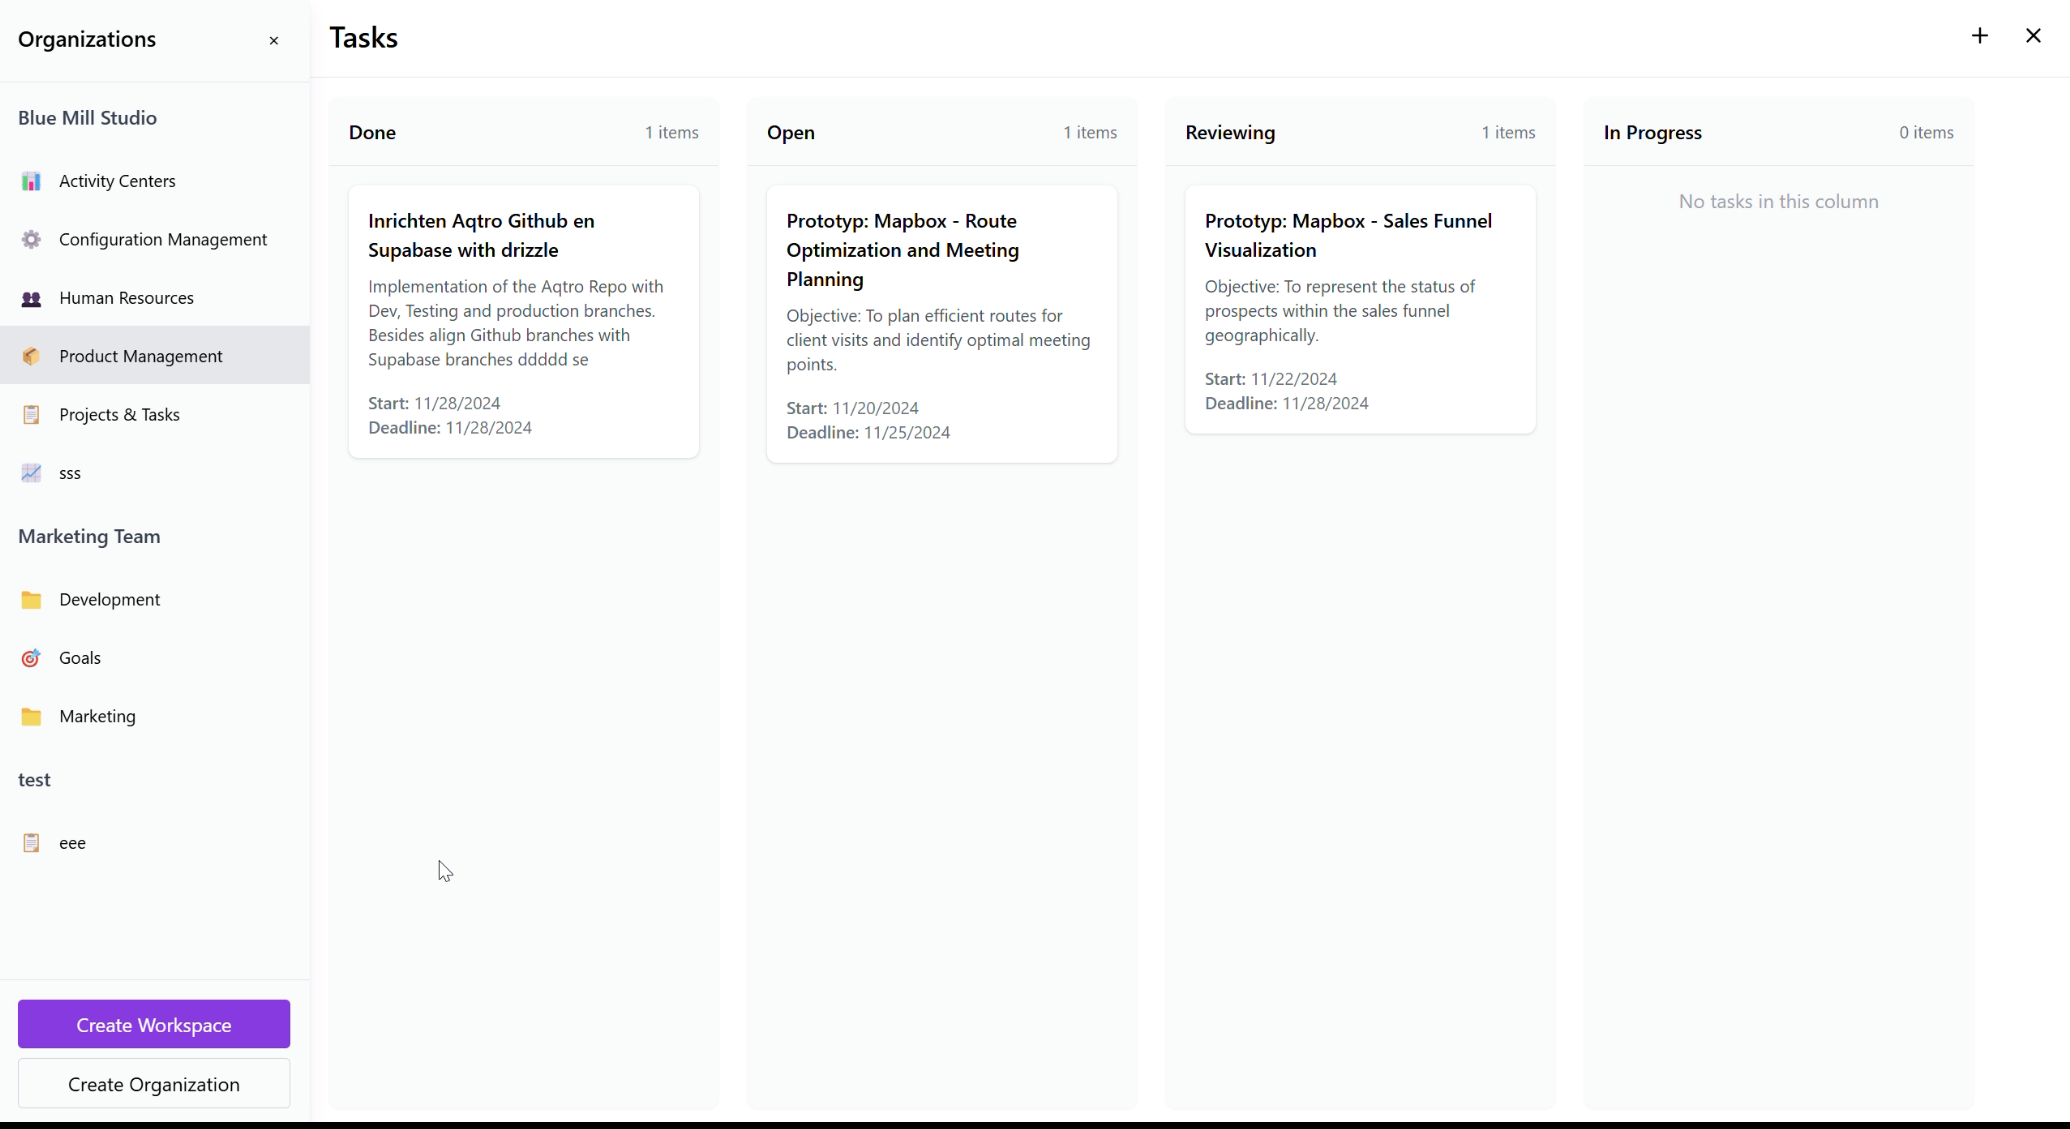 Organizations
×
Blue Mill Studio
Activity Centers
Configuration Management
Human Resources
Product Management
Projects & Tasks
sss
Marketing Team
Development
Goals
Marketing
test
eee
Create Workspace
Create Organization
Tasks
Done
1 items
Inrichten Aqtro Github en
Supabase with drizzle
Implementation of the Aqtro Repo with
Dev, Testing and production branches.
Besides align Github branches with
Supabase branches ddddd se
Start: 11/28/2024
Deadline: 11/28/2024
Open
1 items
Prototyp: Mapbox - Route
Optimization and Meeting
Planning
Objective: To plan efficient routes for
client visits and identify optimal meeting
points.
Start: 11/20/2024
Deadline: 11/25/2024
Reviewing
1 items
Prototyp: Mapbox - Sales Funnel
Visualization
Objective: To represent the status of
prospects within the sales funnel
geographically.
Start: 11/22/2024
Deadline: 11/28/2024
In Progress
0 items
No tasks in this column